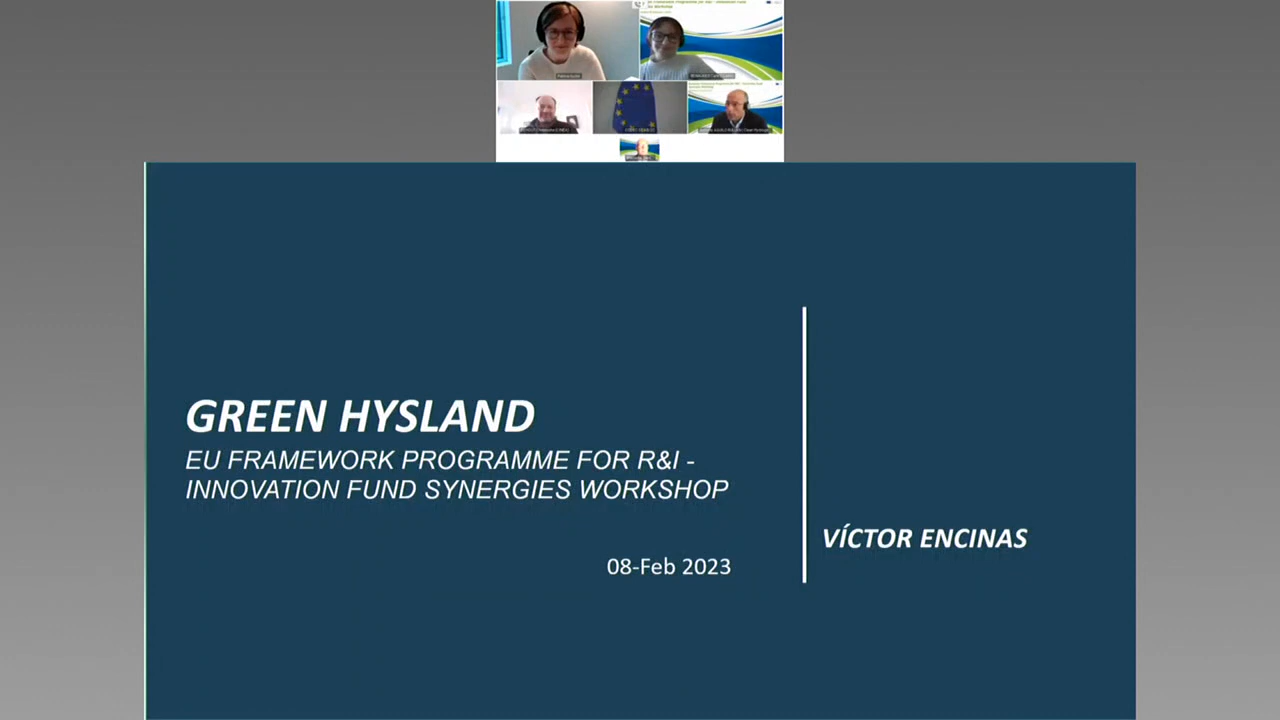 GREEN HYSLAND
EU FRAMEWORK PROGRAMME FOR R&I -
INNOVATION FUND SYNERGIES WORKSHOP
08-Feb 2023
VÍCTOR ENCINAS